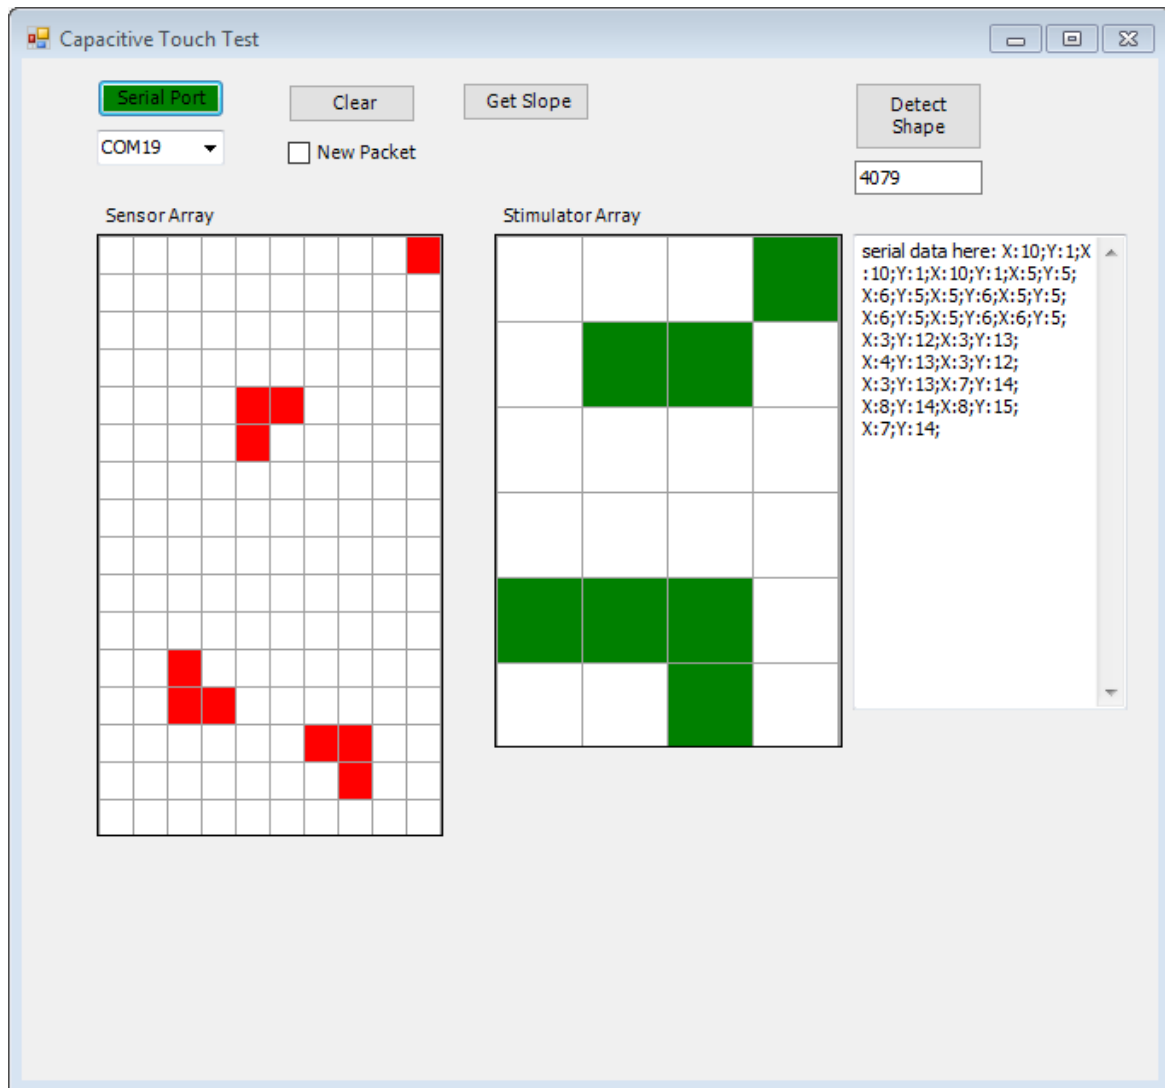 Capacitive Touch Test
Serial Port
Clear
Get Slope
Detect
Shape
COM19
New Packet
4079
Sensor Array
Stimulator Array
serial data here: X:10;Y:1;X
:10;Y:1;X:10;Y:1;X:5;Y:5;
X:6;Y:5;X:5;Y:6;X:5;Y:5;
X:6;Y:5;X:5;Y:6;X:6;Y:5;
X:3;Y:12;X:3;Y:13;
X:4;Y:13;X:3;Y:12;
X:3;Y:13;X:7;Y:14;
X:8;Y:14;X:8;Y:15;
X:7;Y:14;